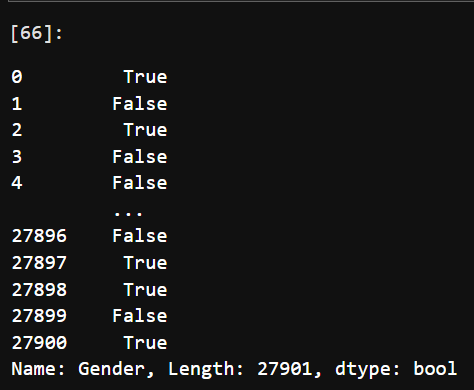 [66]:
0 True
1 False
2 True
3 False
4 False
...
27896 False
27897 True
27898 True
27899 False
27900 True
Name: Gender, Length: 27901, dtype: bool